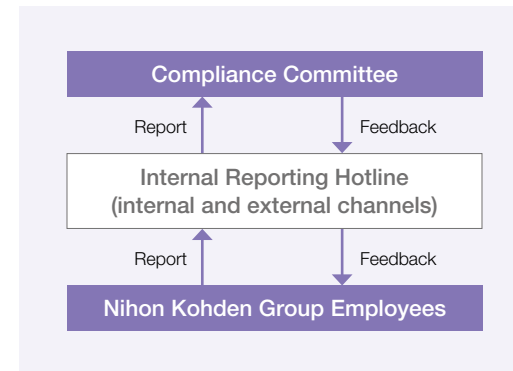 Compliance Committee
Report
Feedback
Internal Reporting Hotline
(internal and external channels)
Report
Feedback
Nihon Kohden Group Employees